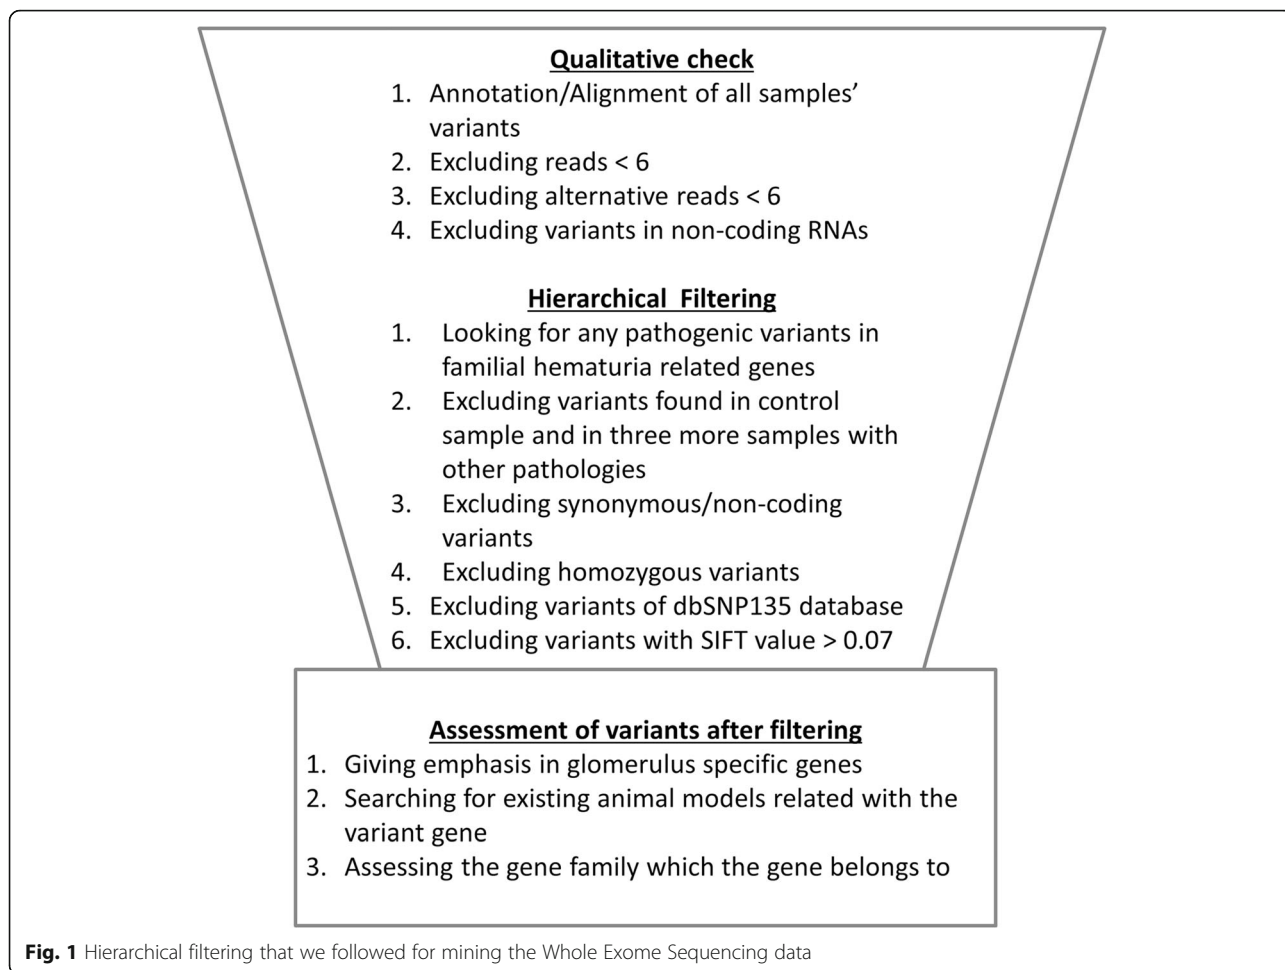 Qualitative check
1. Annotation/Alignment of all samples’
variants
2. Excluding reads < 6
3. Excluding alternative reads < 6
4. Excluding variants in non-coding RNAs
Hierarchical Filtering
1. Looking for any pathogenic variants in
familial hematuria related genes
2. Excluding variants found in control
sample and in three more samples with
other pathologies
3. Excluding synonymous/non-coding
variants
4. Excluding homozygous variants
5. Excluding variants of dbSNP135 database
6. Excluding variants with SIFT value > 0.07
Assessment of variants after filtering
1. Giving emphasis in glomerulus specific genes
2. Searching for existing animal models related with the
variant gene
3. Assessing the gene family which the gene belongs to
Fig. 1 Hierarchical filtering that we followed for mining the Whole Exome Sequencing data